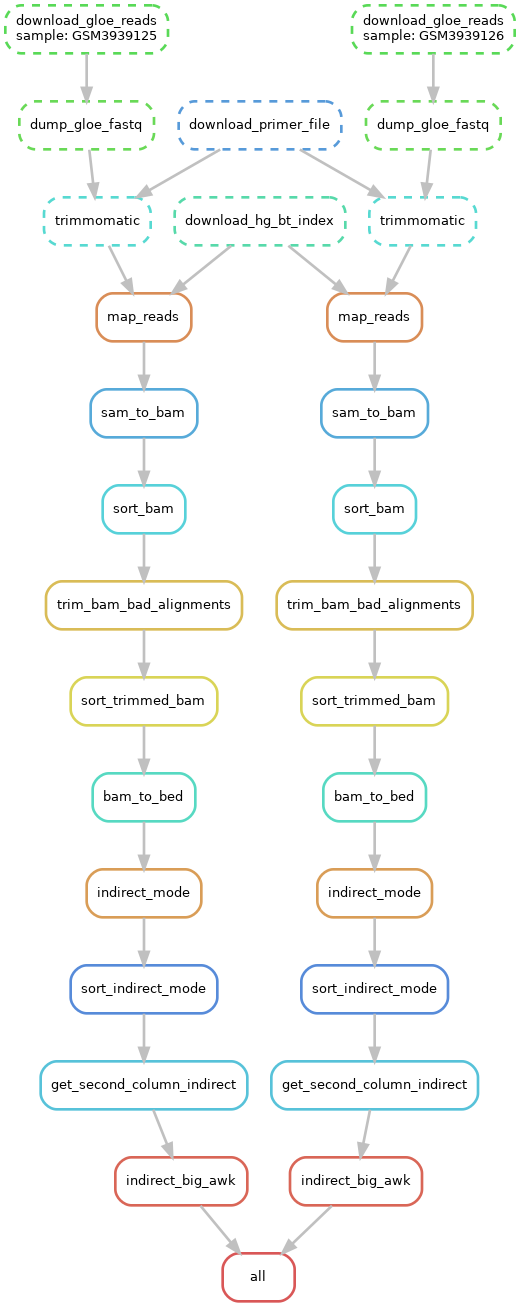 download_gloe_reads
sample: GSM3939125
download_gloe_reads
sample: GSM3939126
dump_gloe_fastq
download_primer_file
dump_gloe_fastq
trimmomatic
download_hg_bt_index
trimmomatic
map_reads
map_reads
sam_to_bam
sam_to_bam
sort_bam
sort_bam
trim_bam_bad_alignments
trim_bam_bad_alignments
sort_trimmed_bam
sort_trimmed_bam
bam_to_bed
bam_to_bed
indirect_mode
indirect_mode
sort_indirect_mode
sort_indirect_mode
get_second_column_indirect
get_second_column_indirect
indirect_big_awk
indirect_big_awk
all